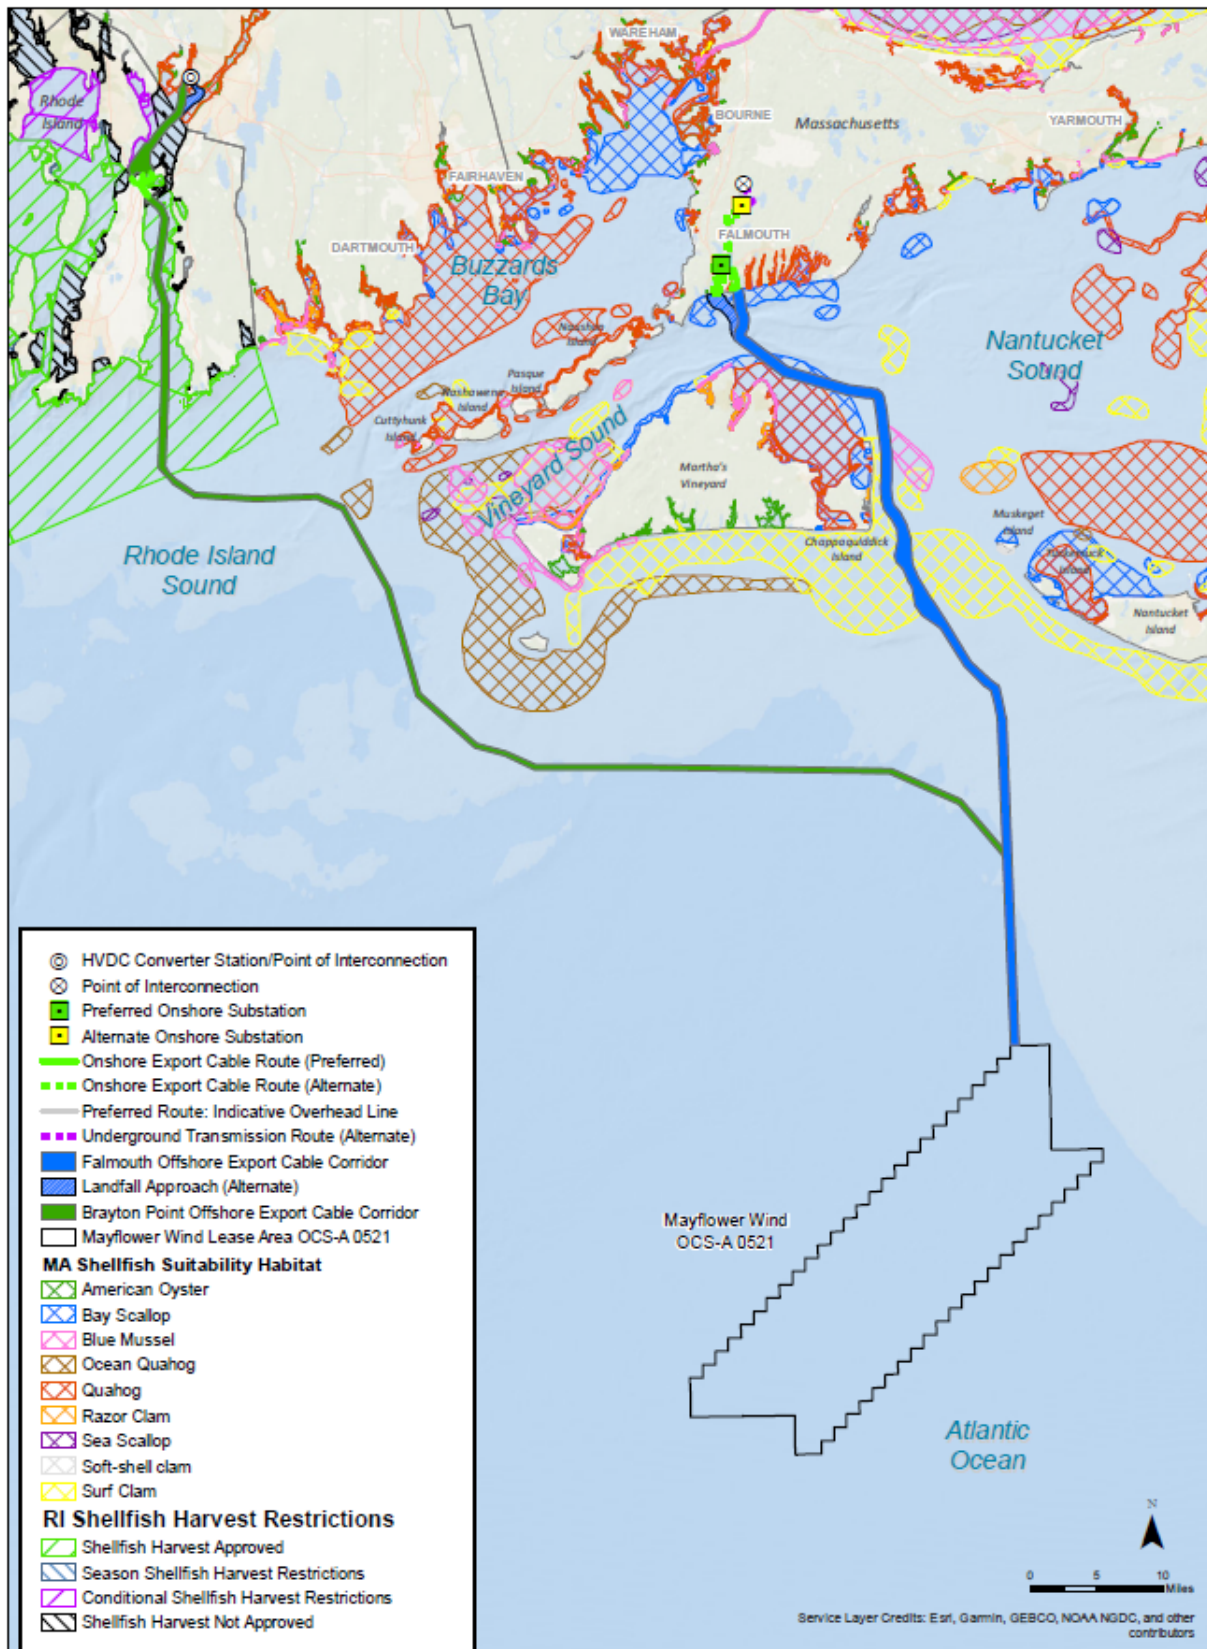 WAREHAM
Rhode
Island
BOURNE
Massachusetts
YARMOUTH
FAIRHAVEN
FALMOUTH
DARTMOUTH
Buzzards
Bay
Naushon
Island
Nantucket
Sound
Pasque
Island
Nashawena
Island
Cuttyhunk
Island
Vineyard Sound
Martha's
Vineyard
Muskeget
Island
Chappaquiddick
Island
Tuckernuck
Island
Nantucket
Island
Rhode Island
Sound
HVDC Converter Station/Point of Interconnection
Point of Interconnection
Preferred Onshore Substation
Alternate Onshore Substation
Onshore Export Cable Route (Preferred)
Onshore Export Cable Route (Alternate)
Preferred Route: Indicative Overhead Line
Underground Transmission Route (Alternate)
Falmouth Offshore Export Cable Corridor
Landfall Approach (Alternate)
Brayton Point Offshore Export Cable Corridor
Mayflower Wind Lease Area OCS-A 0521
MA Shellfish Suitability Habitat
American Oyster
Bay Scallop
Blue Mussel
Ocean Quahog
Quahog
Razor Clam
Sea Scallop
Soft-shell clam
Surf Clam
RI Shellfish Harvest Restrictions
Shellfish Harvest Approved
Season Shellfish Harvest Restrictions
Conditional Shellfish Harvest Restrictions
Shellfish Harvest Not Approved
Mayflower Wind
OCS-A 0521
Atlantic
Ocean
N
0 5 10
Miles
Service Layer Credits: Esri, Garmin, GEBCO, NOAA NGDC, and other
contributors